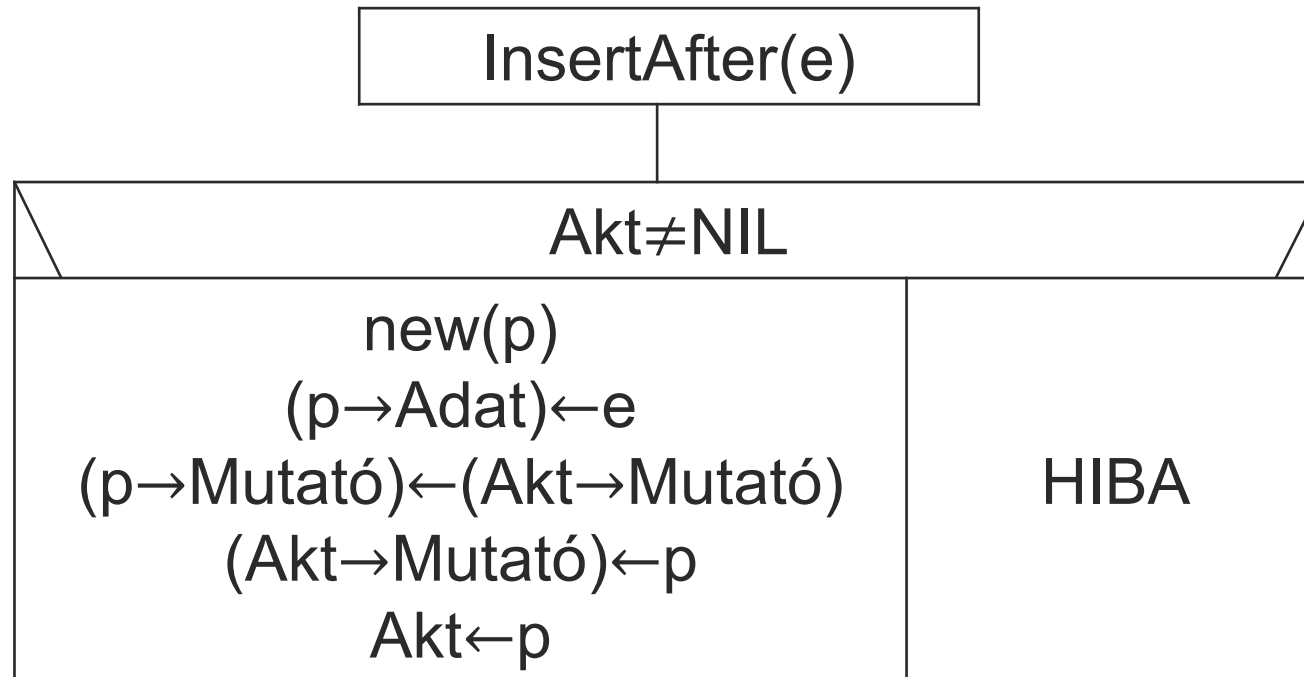 InsertAfter(e)
Akt≠NIL
new(p)
(p→Adat)←e
(p→Mutató)←(Akt→Mutató)
(Akt→Mutató)←p
Akt←p
HIBA